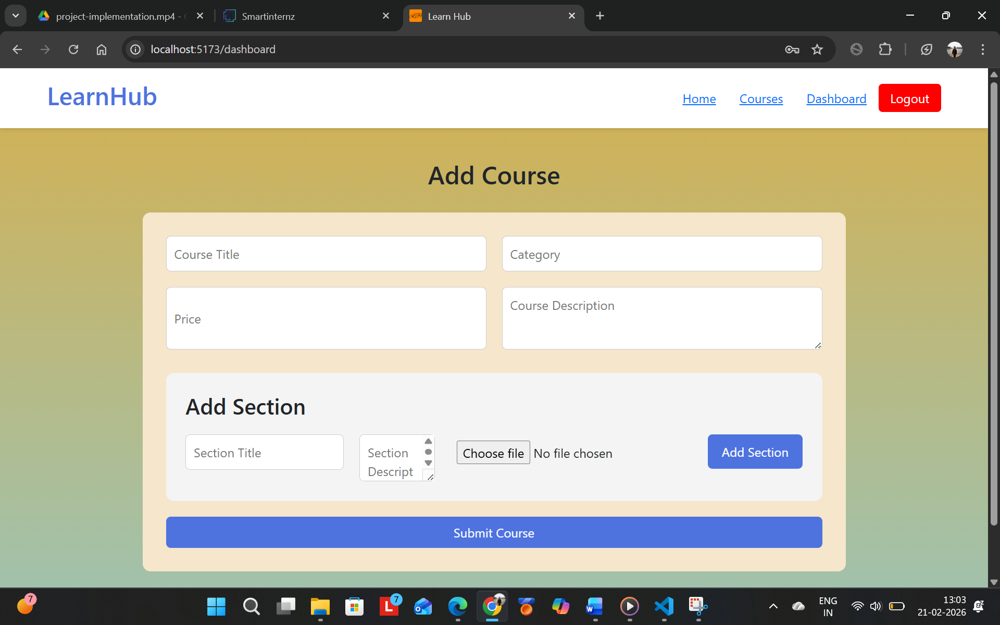 project-implementation.mp4 -
Smartinternz
Learn Hub
localhost:5173/dashboard
LearnHub
Home
Courses
Dashboard
Logout
Add Course
Course Title
Category
Price
Course Description
Add Section
Section Title
Section
Descript
Choose file
No file chosen
Add Section
Submit Course
7
7
ENG
IN
13:03
21-02-2026